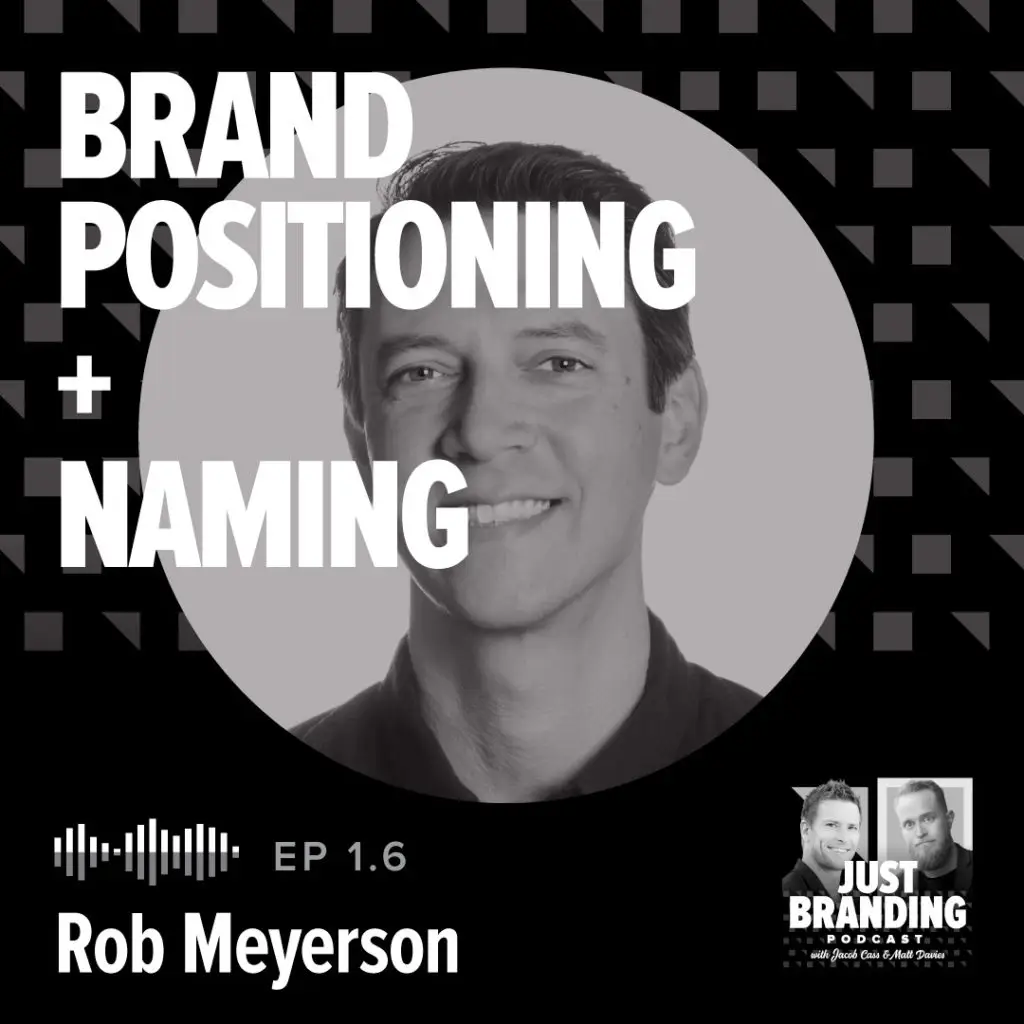 BRAND
POSITIONING
+
NAMING
EP 1.6
Rob Meyerson
JUST
BRANDING
PODCAST
with Jacob Cass & Matt Davies